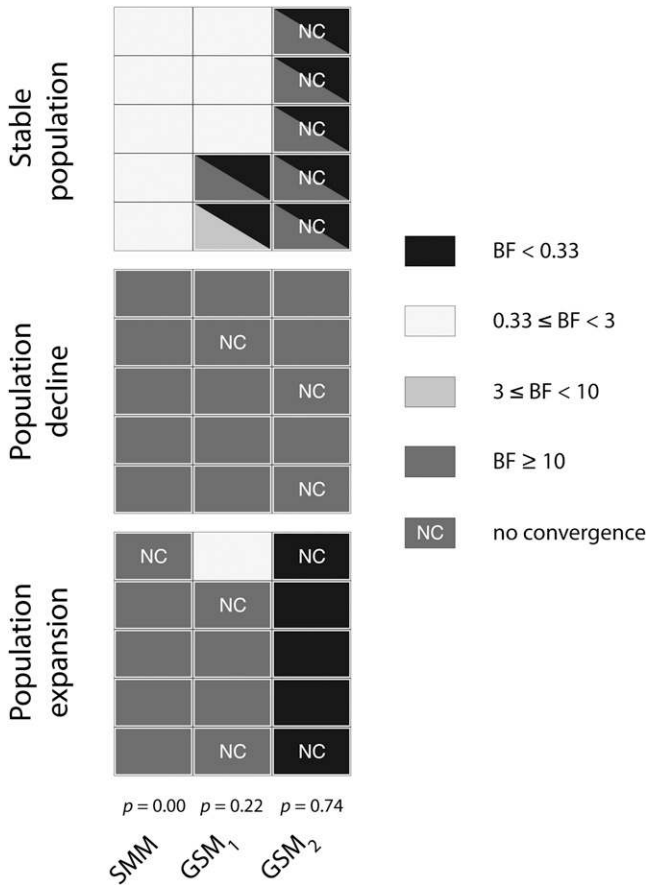 Stable
population
NC
NC
NC
NC
NC
Population
decline
NC
NC
NC
Population
expansion
NC NC
NC
NC NC
p = 0.00 p = 0.22 p = 0.74
SMM GSM1 GSM2
BF < 0.33
0.33 ≤ BF < 3
3 ≤ BF < 10
BF ≥ 10
NC no convergence